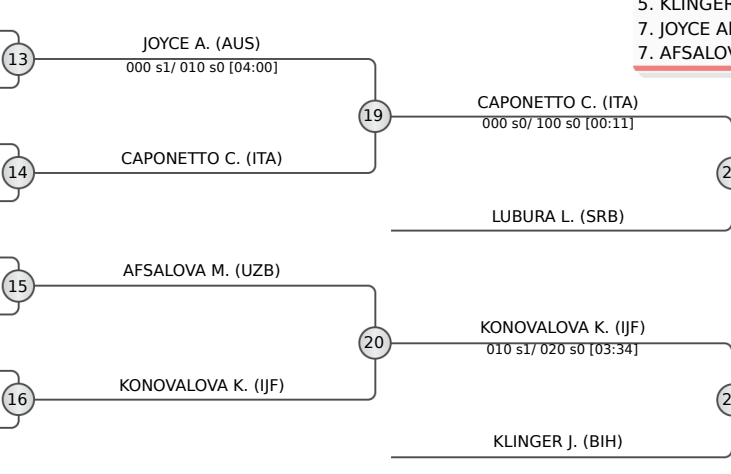 5. KLINGER
7. JOYCE
7. AFSALOV
JOYCE A. (AUS)
13
000 s1/ 010 s0 [04:00]
CAPONETTO C. (ITA)
19
000 s0/ 100 s0 [00:11]
CAPONETTO C. (ITA)
14
2
LUBURA L. (SRB)
AFSALOVA M. (UZB)
15
KONOVALOVA K. (IJF)
20
010 s1/ 020 s0 [03:34]
KONOVALOVA K. (IJF)
16
2
KLINGER J. (BIH)